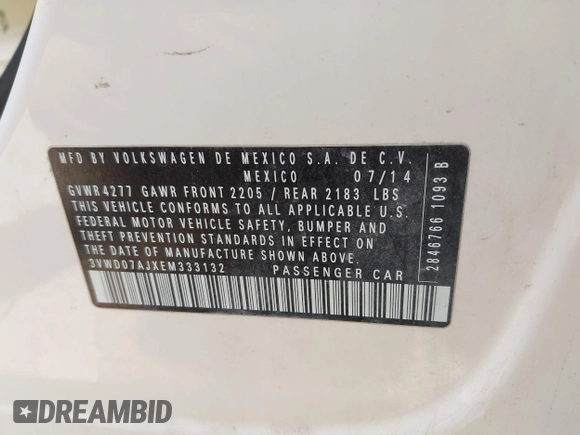 MFD BY VOLKSWAGEN DE MEXICO S.A. DE C.V.
MEXICO 07/14
GVWR 4277 GAWR FRONT 2205 / REAR 2183 LBS
THIS VEHICLE CONFORMS TO ALL APPLICABLE U.S.
FEDERAL MOTOR VEHICLE SAFETY, BUMPER AND
THEFT PREVENTION STANDARDS IN EFFECT ON
THE DATE OF MANUFACTURE SHOWN ABOVE.
3VWD07AJXEM333132 PASSENGER CAR
28467661093 B
DREAMBID